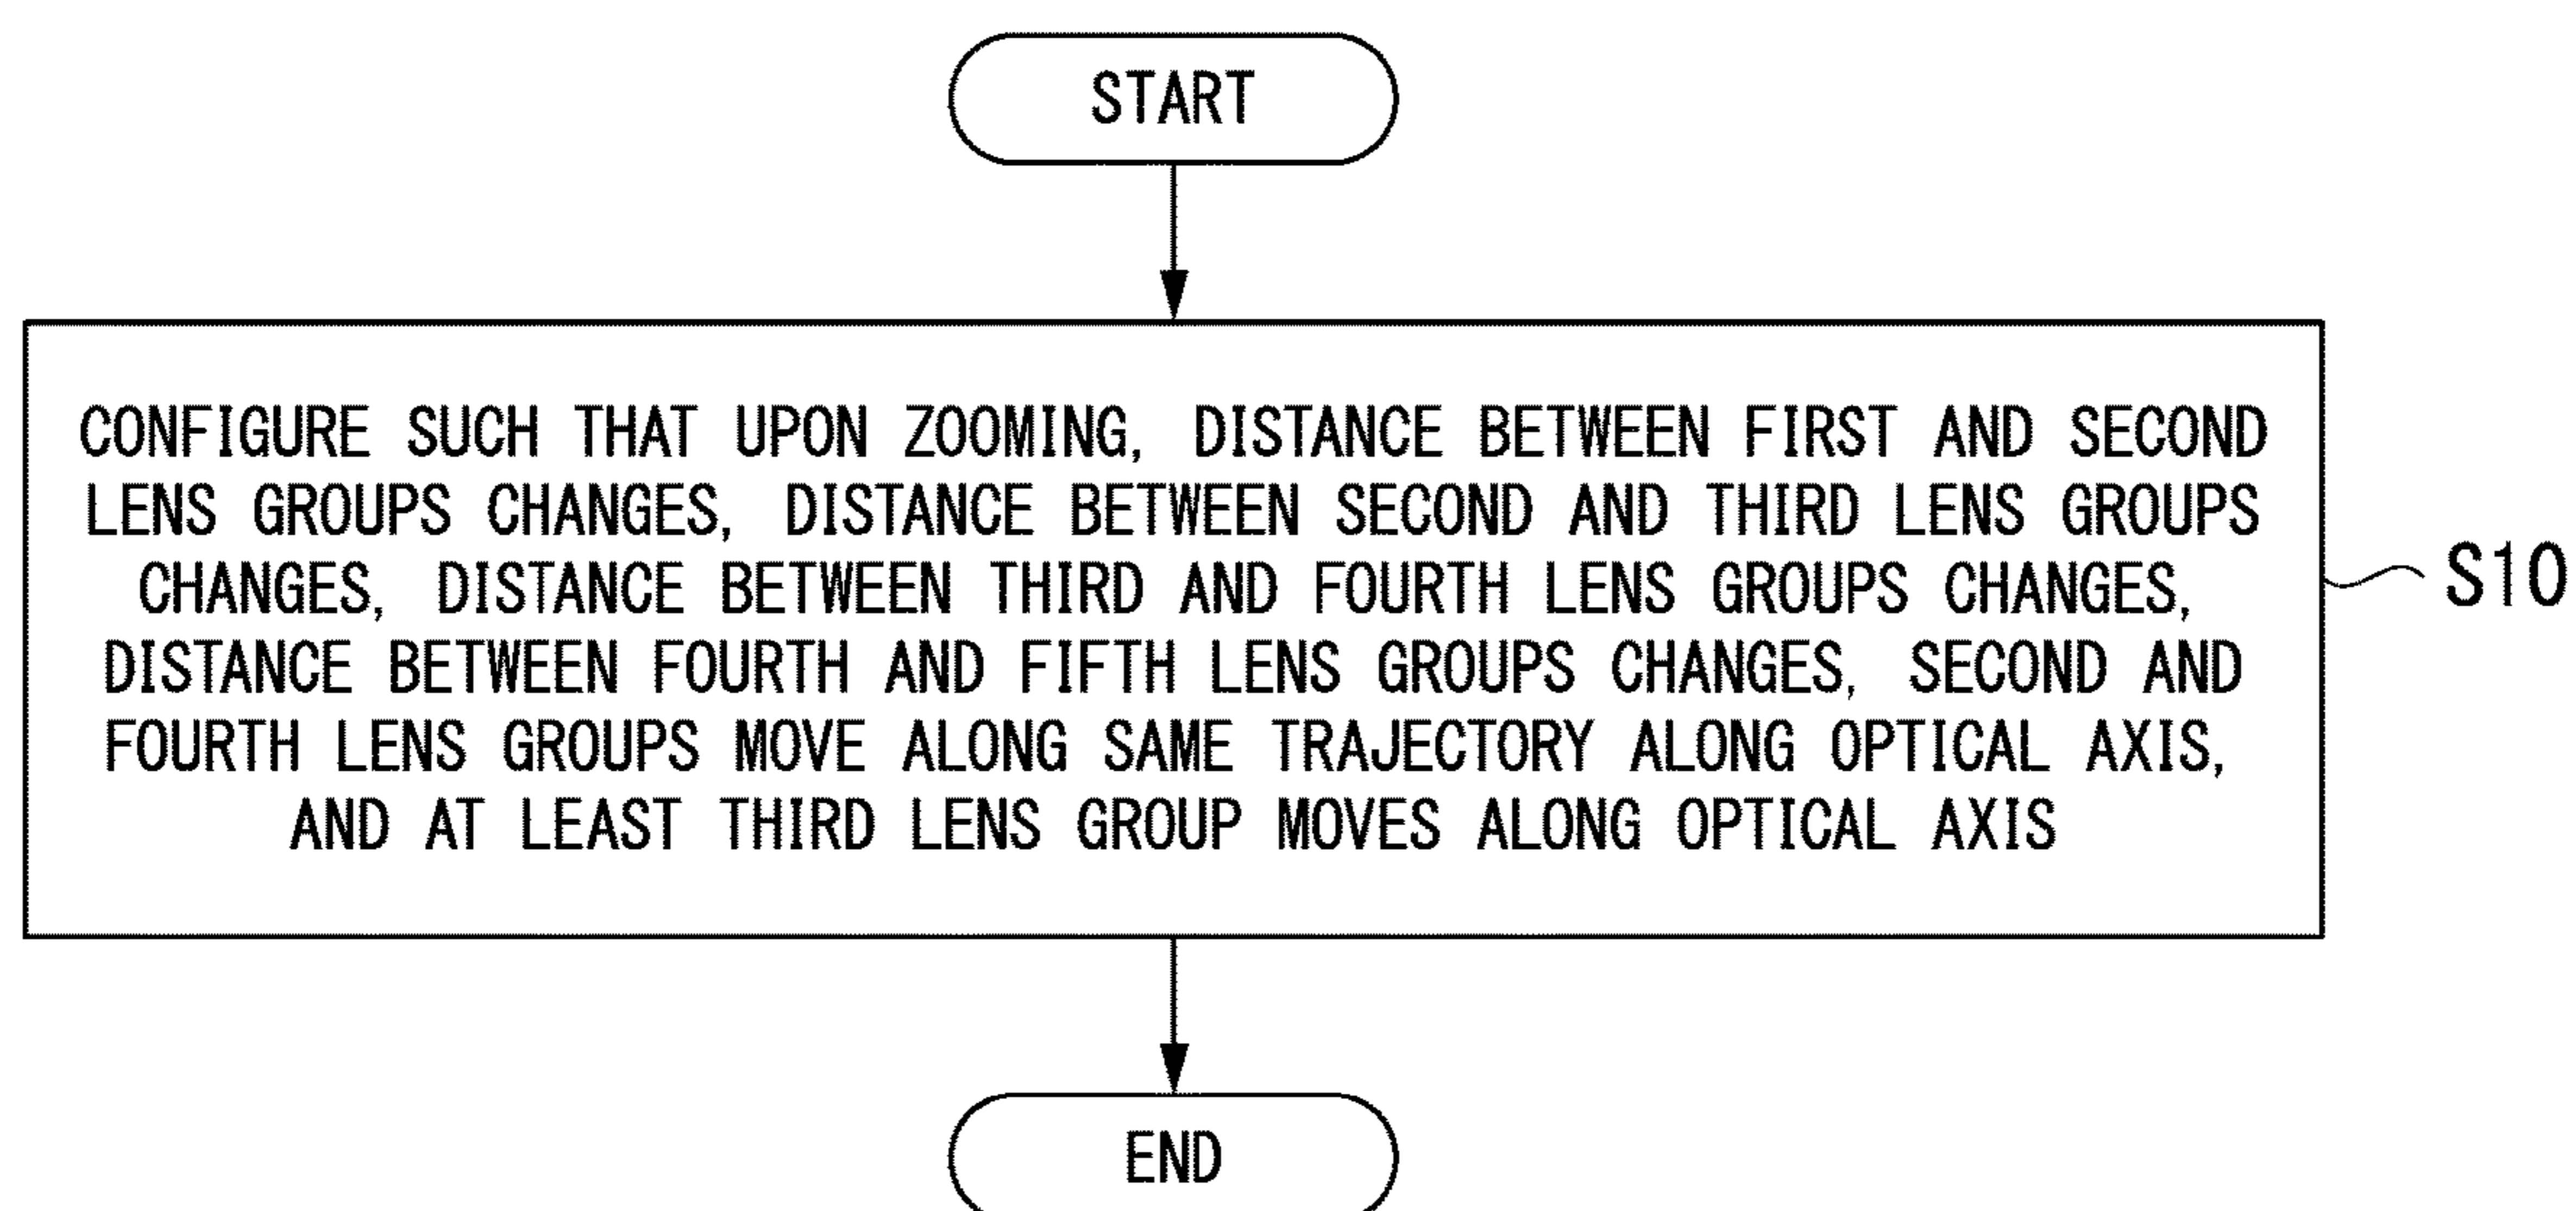 START
CONFIGURE SUCH THAT UPON ZOOMING, DISTANCE BETWEEN FIRST AND SECOND
LENS GROUPS CHANGES, DISTANCE BETWEEN SECOND AND THIRD LENS GROUPS
CHANGES, DISTANCE BETWEEN THIRD AND FOURTH LENS GROUPS CHANGES,
DISTANCE BETWEEN FOURTH AND FIFTH LENS GROUPS CHANGES, SECOND AND
FOURTH LENS GROUPS MOVE ALONG SAME TRAJECTORY ALONG OPTICAL AXIS,
AND AT LEAST THIRD LENS GROUP MOVES ALONG OPTICAL AXIS
S10
END